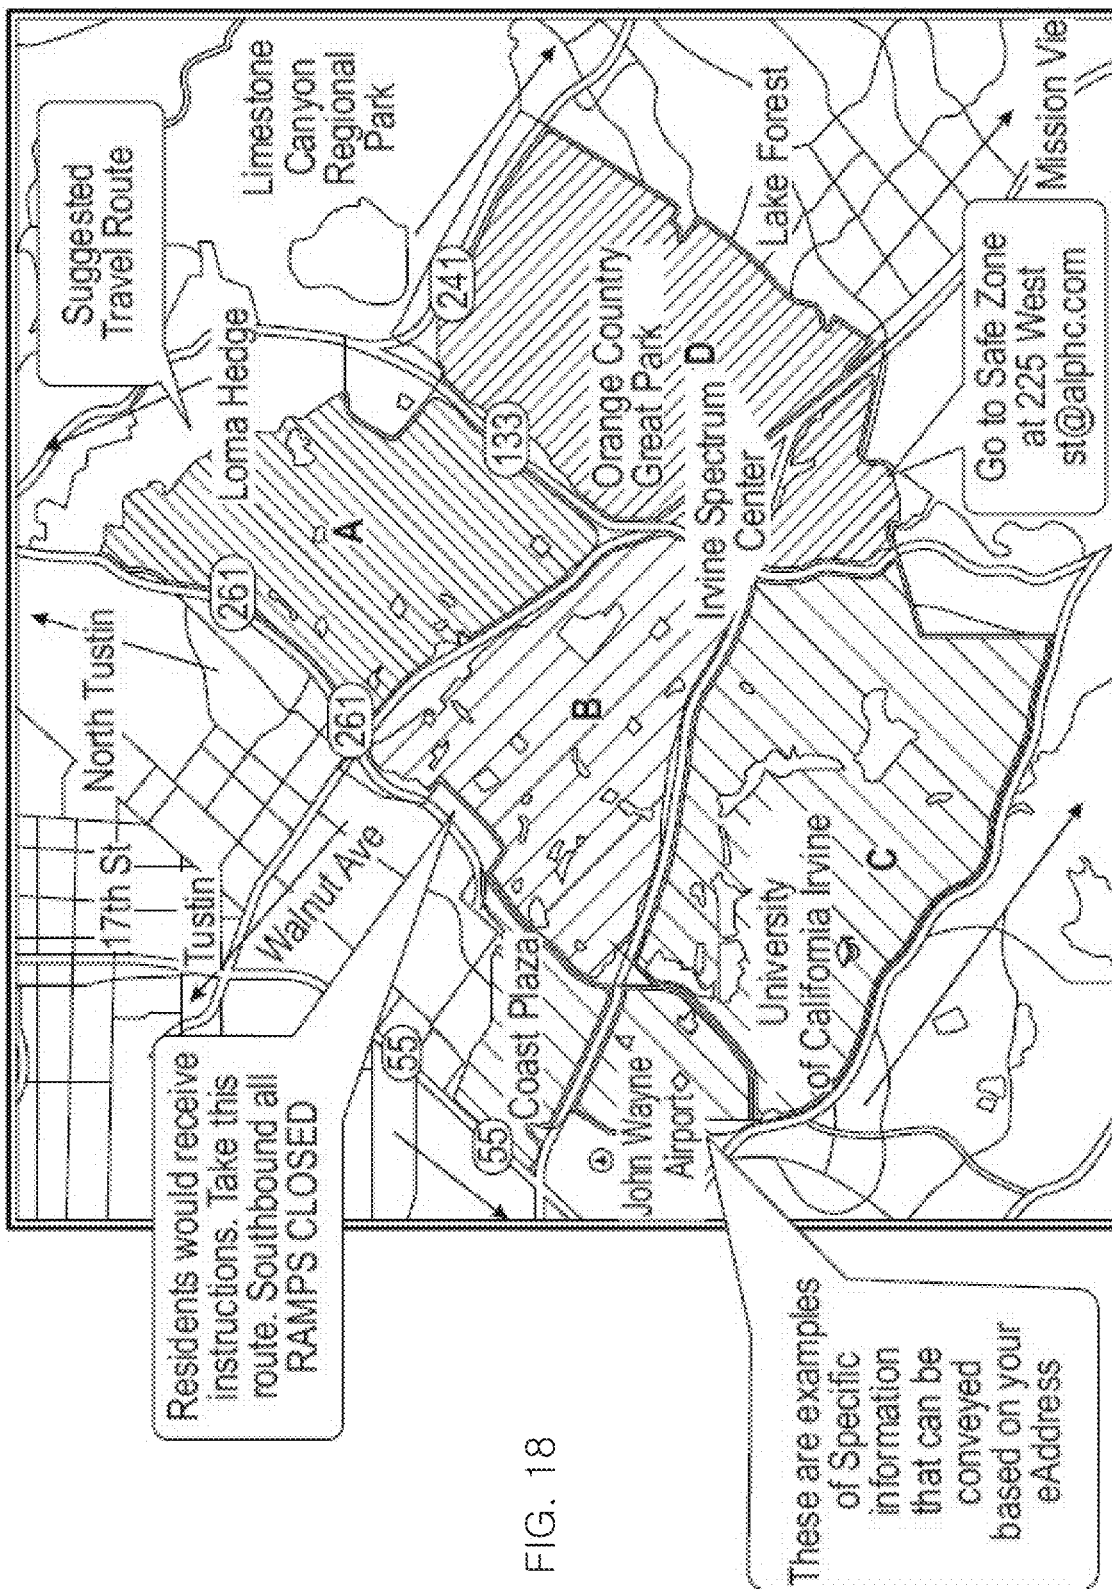 Suggested
Travel Route
Limestone
Canyon
Regional
Park
Loma Hedge
North Tustin
17th St
Tustin
Walnut Ave
261
261
241
133
A
B
C
D
Orange Country
Great Park
Irvine Spectrum
Center
Lake Forest
Mission Vie
Go to Safe Zone
at 225 West
st@alphc.com
Residents would receive
instructions. Take this
route. Southbound all
RAMPS CLOSED
55
55
Coast Plaza
John Wayne
Airport
University
of California Irvine
These are examples
of Specific
information
that can be
conveyed
based on your
eAddress
FIG. 18